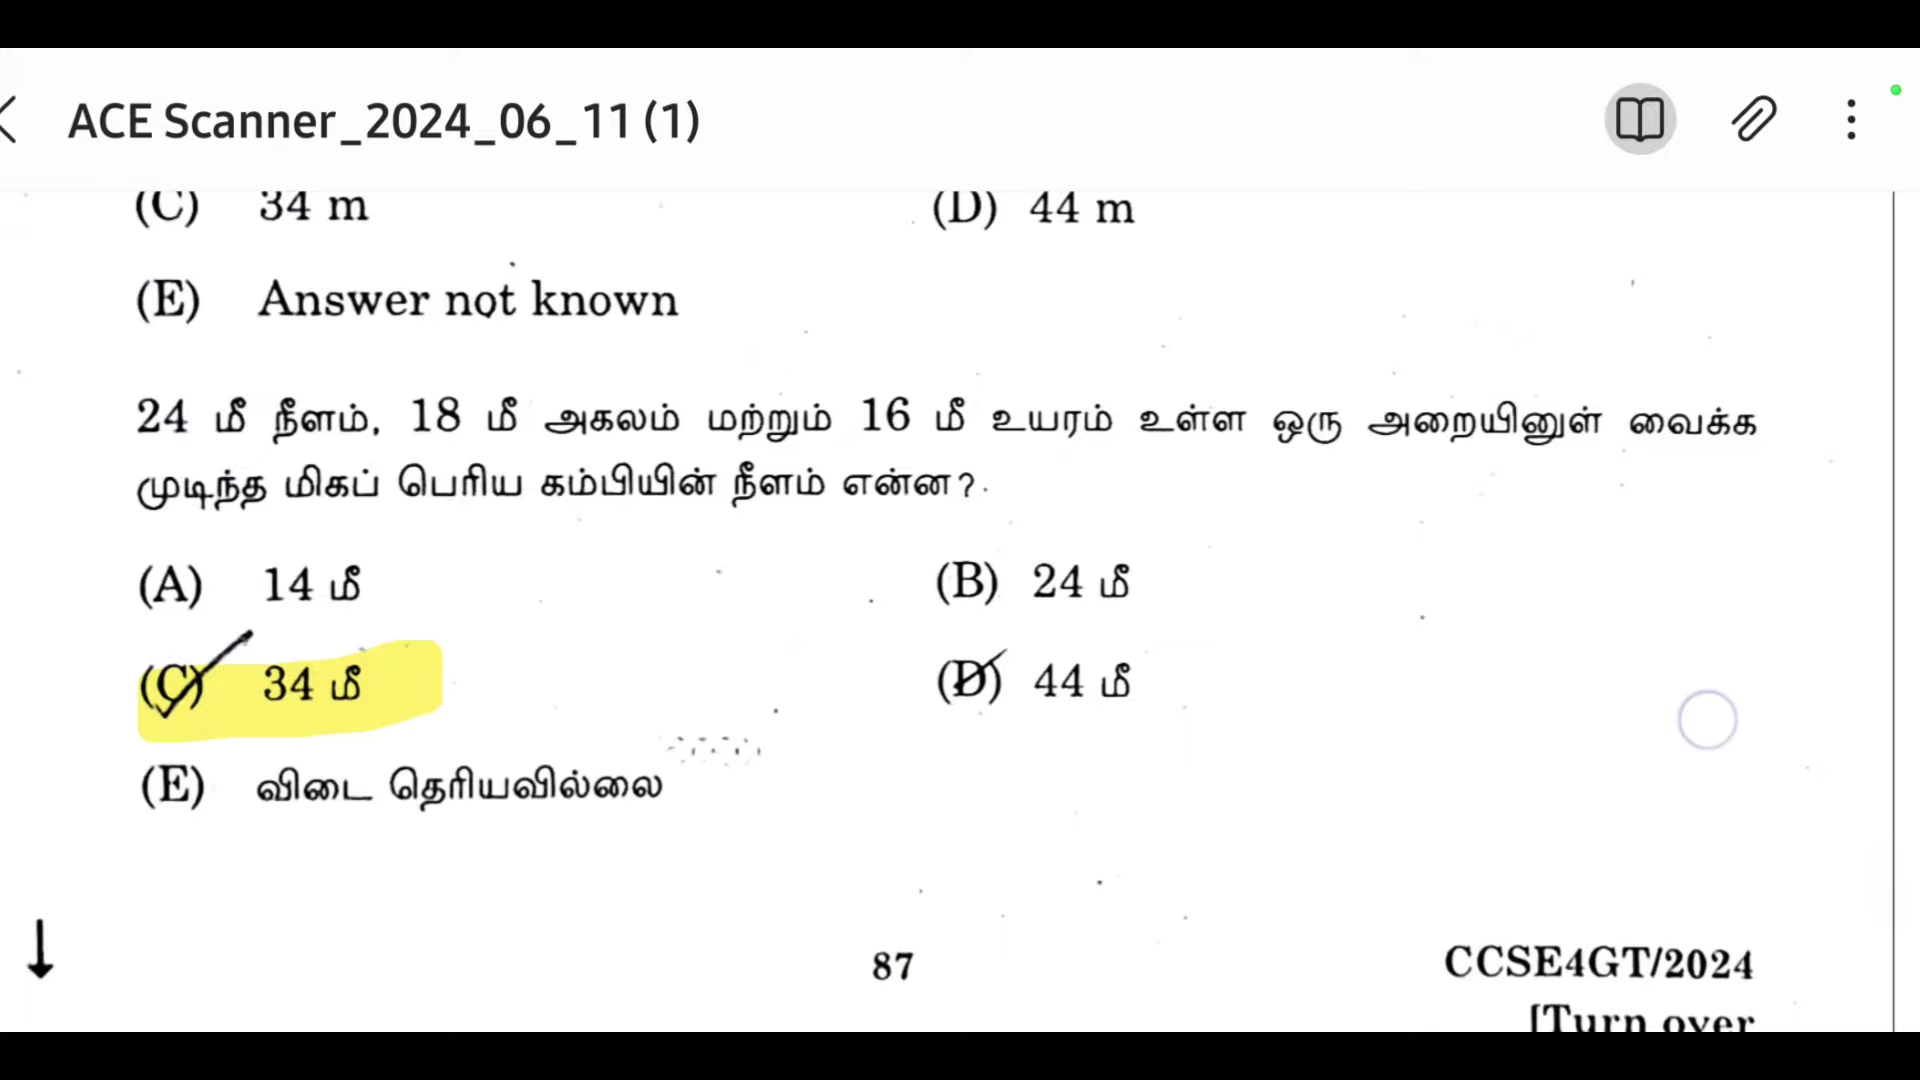 ACE Scanner_2024_06_11 (1)
(C) 34 m (D) 44 m
(E) Answer not known
24 மீ நீளம், 18 மீ அகலம் மற்றும் 16 மீ உயரம் உள்ள ஒரு அறையினுள் வைக்க
முடிந்த மிகப் பெரிய கம்பியின் நீளம் என்ன?
(A) 14 மீ (B) 24 மீ
(C) 34 மீ (D) 44 மீ
(E) விடை தெரியவில்லை
87 CCSE4GT/2024
[Turn over